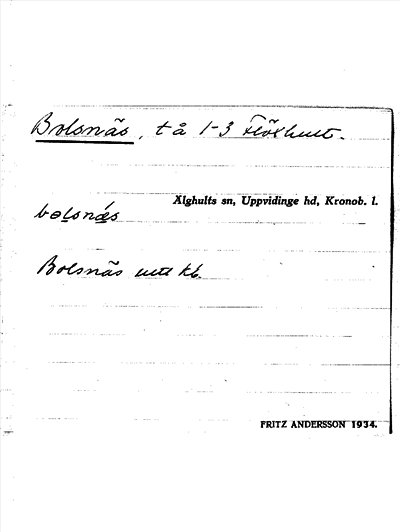 Bolsnäs, t å 1-3 Flöxhult.
Älghults sn, Uppvidinge hd, Kronob. l.
bolsnäs
Bolsnäs utt kb.
FRITZ ANDERSSON 1934.